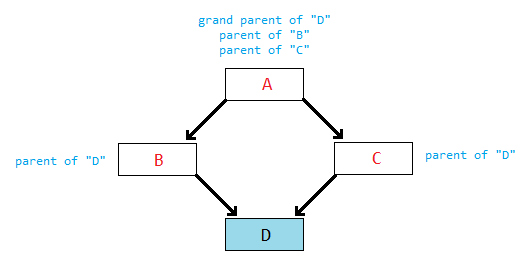 grand parent of "D"
parent of "B"
parent of "C"
A
parent of "D"
B
C
parent of "D"
D